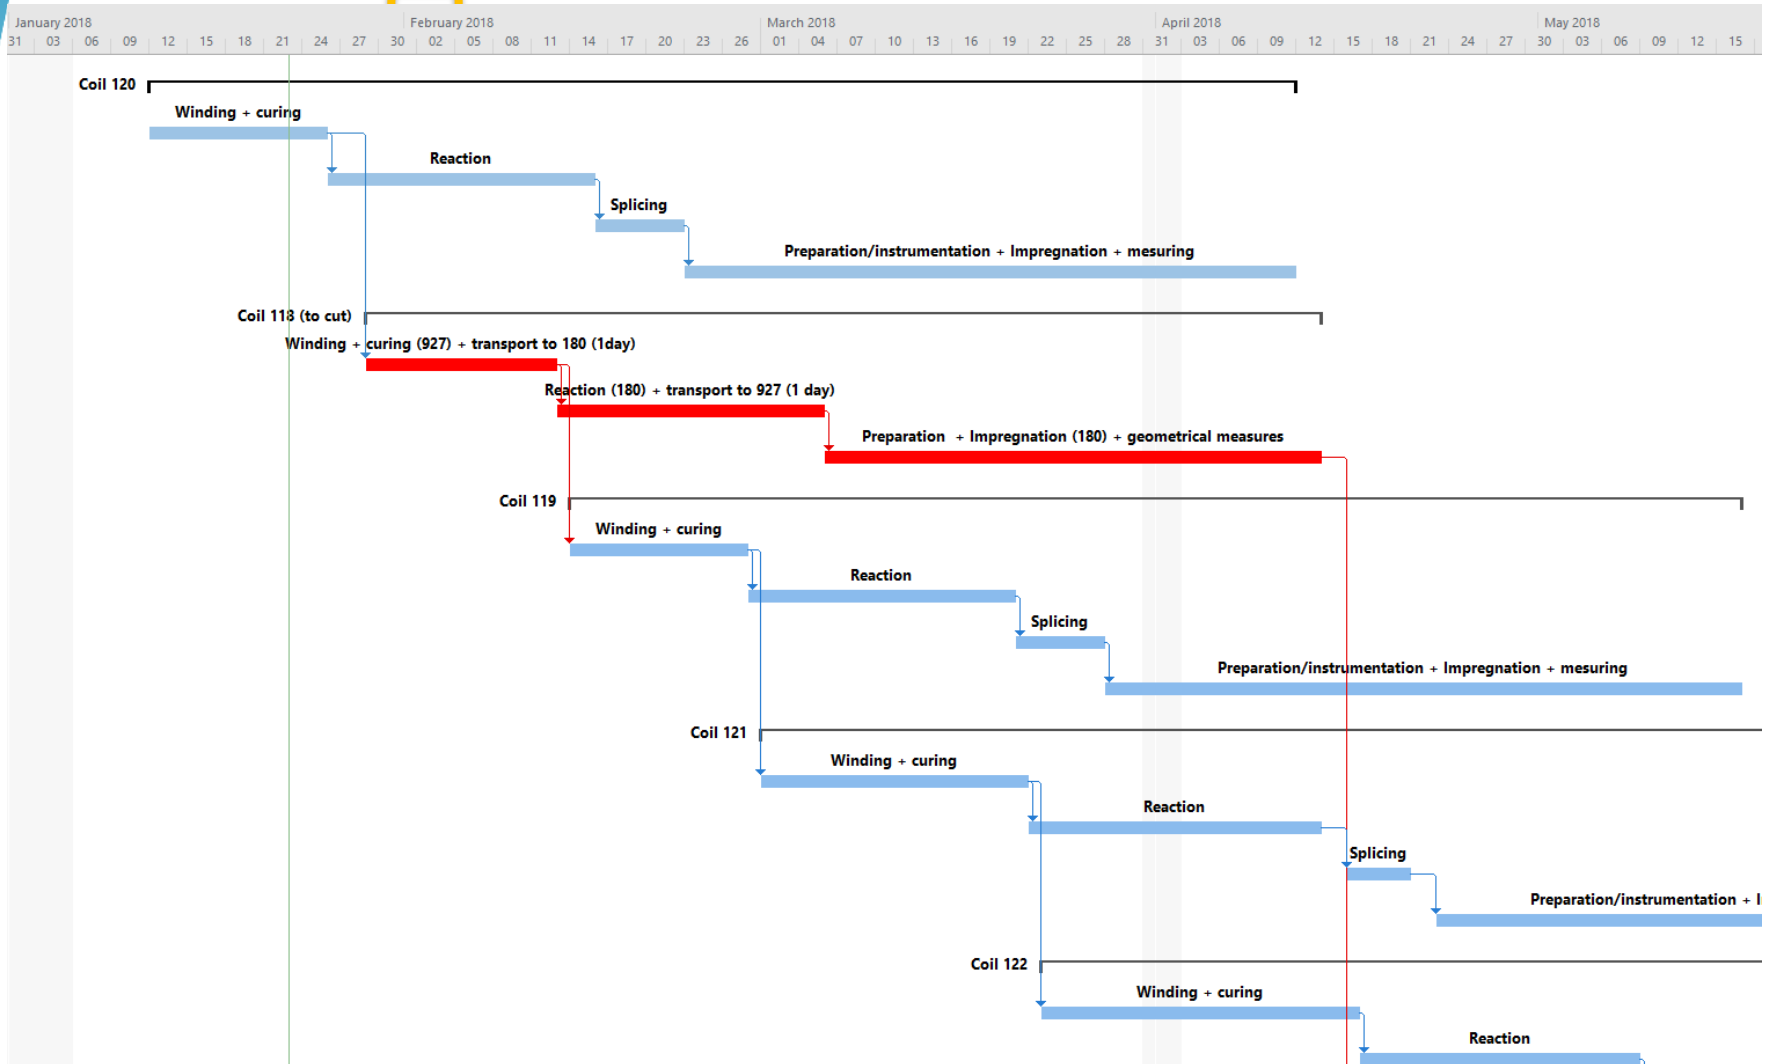 January 2018 February 2018 March 2018 April 2018 May 2018
31 03 06 09 12 15 18 21 24 27 30 02 05 08 11 14 17 20 23 26 01 04 07 10 13 16 19 22 25 28 31 03 06 09 12 15 18 21 24 27 30 03 06 09 12 15
Coil 120
Winding + curing
Reaction
Splicing
Preparation/instrumentation + Impregnation + mesuring
Coil 118 (to cut)
Winding + curing (927) + transport to 180 (1day)
Reaction (180) + transport to 927 (1 day)
Preparation + Impregnation (180) + geometrical measures
Coil 119
Winding + curing
Reaction
Splicing
Preparation/instrumentation + Impregnation + mesuring
Coil 121
Winding + curing
Reaction
Splicing
Preparation/instrumentation + I
Coil 122
Winding + curing
Reaction